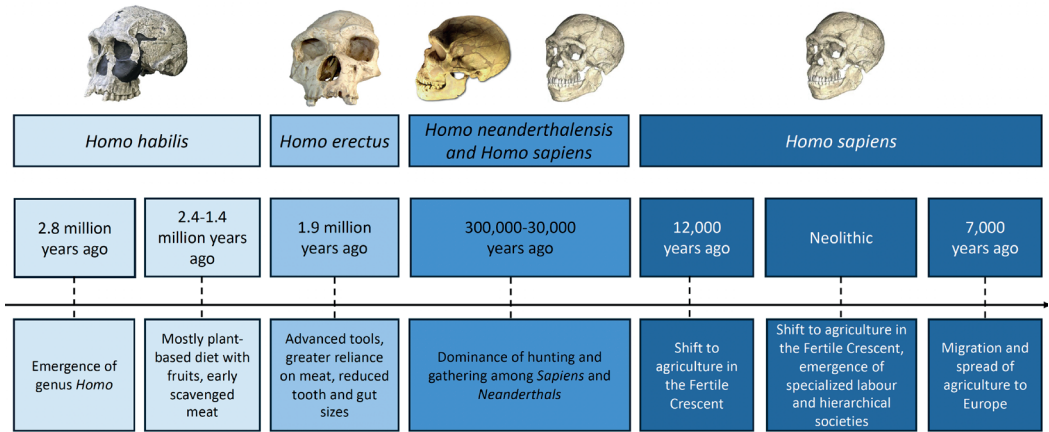 Homo habilis
Homo erectus
Homo neanderthalensis
and Homo sapiens
Homo sapiens
2.8 million
years ago
2.4-1.4
million years
ago
1.9 million
years ago
300,000-30,000
years ago
12,000
years ago
Neolithic
7,000
years ago
Emergence of
genus Homo
Mostly plant-
based diet with
fruits, early
scavenged
meat
Advanced tools,
greater reliance
on meat, reduced
tooth and gut
sizes
Dominance of hunting and
gathering among Sapiens and
Neanderthals
Shift to
agriculture in
the Fertile
Crescent
Shift to agriculture in
the Fertile Crescent,
emergence of
specialized labour
and hierarchical
societies
Migration and
spread of
agriculture to
Europe